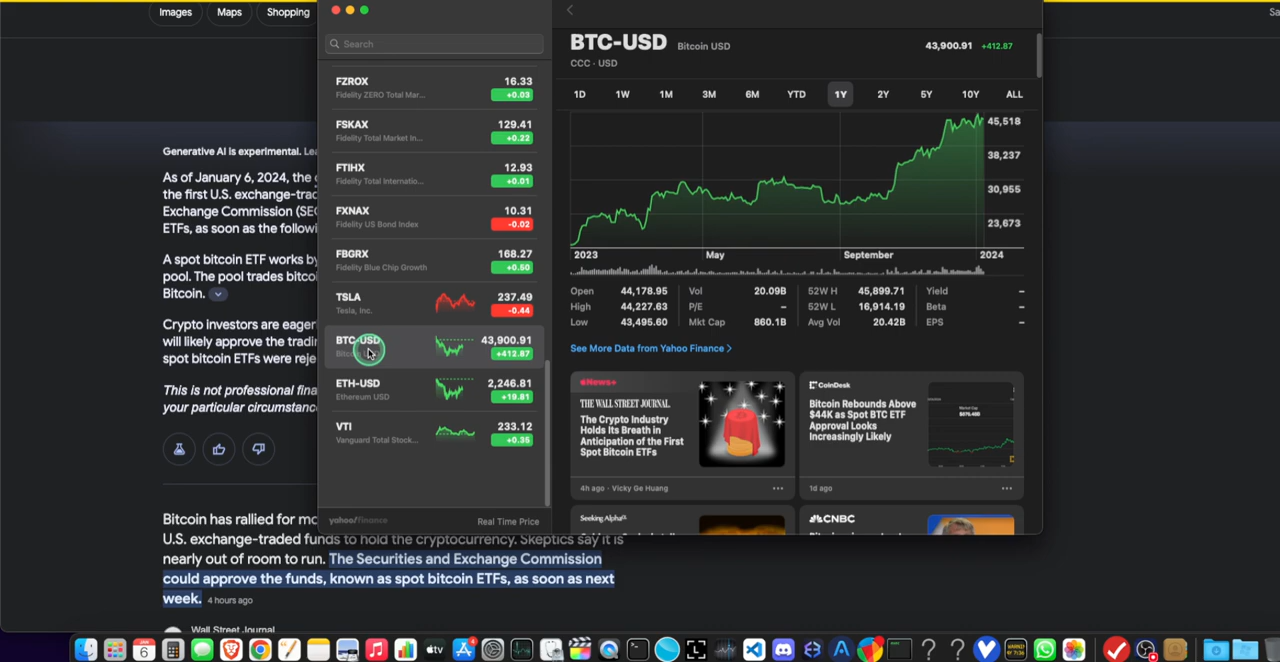 Images
Maps
Shopping
Sa
Generative AI is experimental. Lea
As of January 6, 2024, the
the first U.S. exchange-trad
Exchange Commission (SEC
ETFs, as soon as the followi
A spot bitcoin ETF works by
pool. The pool trades bitcoi
Bitcoin.
Crypto investors are eager
will likely approve the tradin
spot bitcoin ETFs were reje
This is not professional fina
your particular circumstanc
Bitcoin has rallied for mo
U.S. exchange-traded funds to hold the cryptocurrency. Skeptics say it is
nearly out of room to run. The Securities and Exchange Commission
could approve the funds, known as spot bitcoin ETFs, as soon as next
week. 4 hours ago
Wall Street Journal
Search
FZROX 16.33
Fidelity ZERO Total Mar... +0.03
FSKAX 129.41
Fidelity Total Market In... +0.22
FTIHX 12.93
Fidelity Total Internatio... +0.01
FXNAX 10.31
Fidelity US Bond Index -0.02
FBGRX 168.27
Fidelity Blue Chip Growth +0.50
TSLA 237.49
Tesla, Inc. -0.44
BTC-USD 43,900.91
+412.87
ETH-USD 2,246.81
Ethereum USD +19.81
VTI 233.12
Vanguard Total Stock... +0.35
yahoo!finance Real Time Price
BTC-USD Bitcoin USD 43,900.91 +412.87
CCC · USD
1D 1W 1M 3M 6M YTD 1Y 2Y 5Y 10Y ALL
45,518
38,237
30,955
23,673
2023 May September 2024
Open 44,178.95 Vol 20.09B 52W H 45,899.71 Yield –
High 44,227.63 P/E – 52W L 16,914.19 Beta –
Low 43,495.60 Mkt Cap 860.1B Avg Vol 20.42B EPS –
See More Data from Yahoo Finance >
News+
THE WALL STREET JOURNAL
The Crypto Industry
Holds Its Breath in
Anticipation of the First
Spot Bitcoin ETFs
4h ago · Vicky Ge Huang
CoinDesk
Bitcoin Rebounds Above
$44K as Spot BTC ETF
Approval Looks
Increasingly Likely
1d ago
Seeking Alpha
CNBC
JAN
6
tv